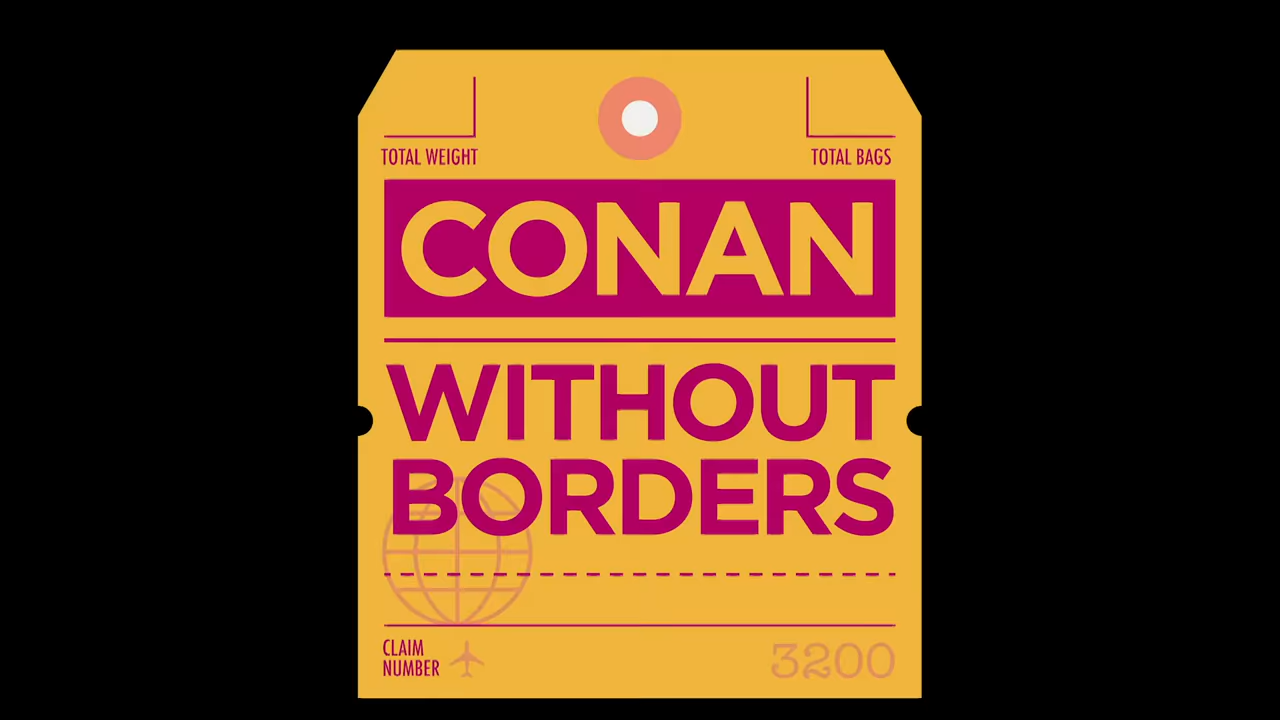 TOTAL WEIGHT
TOTAL BAGS
CONAN
WITHOUT
BORDERS
CLAIM
NUMBER
3200